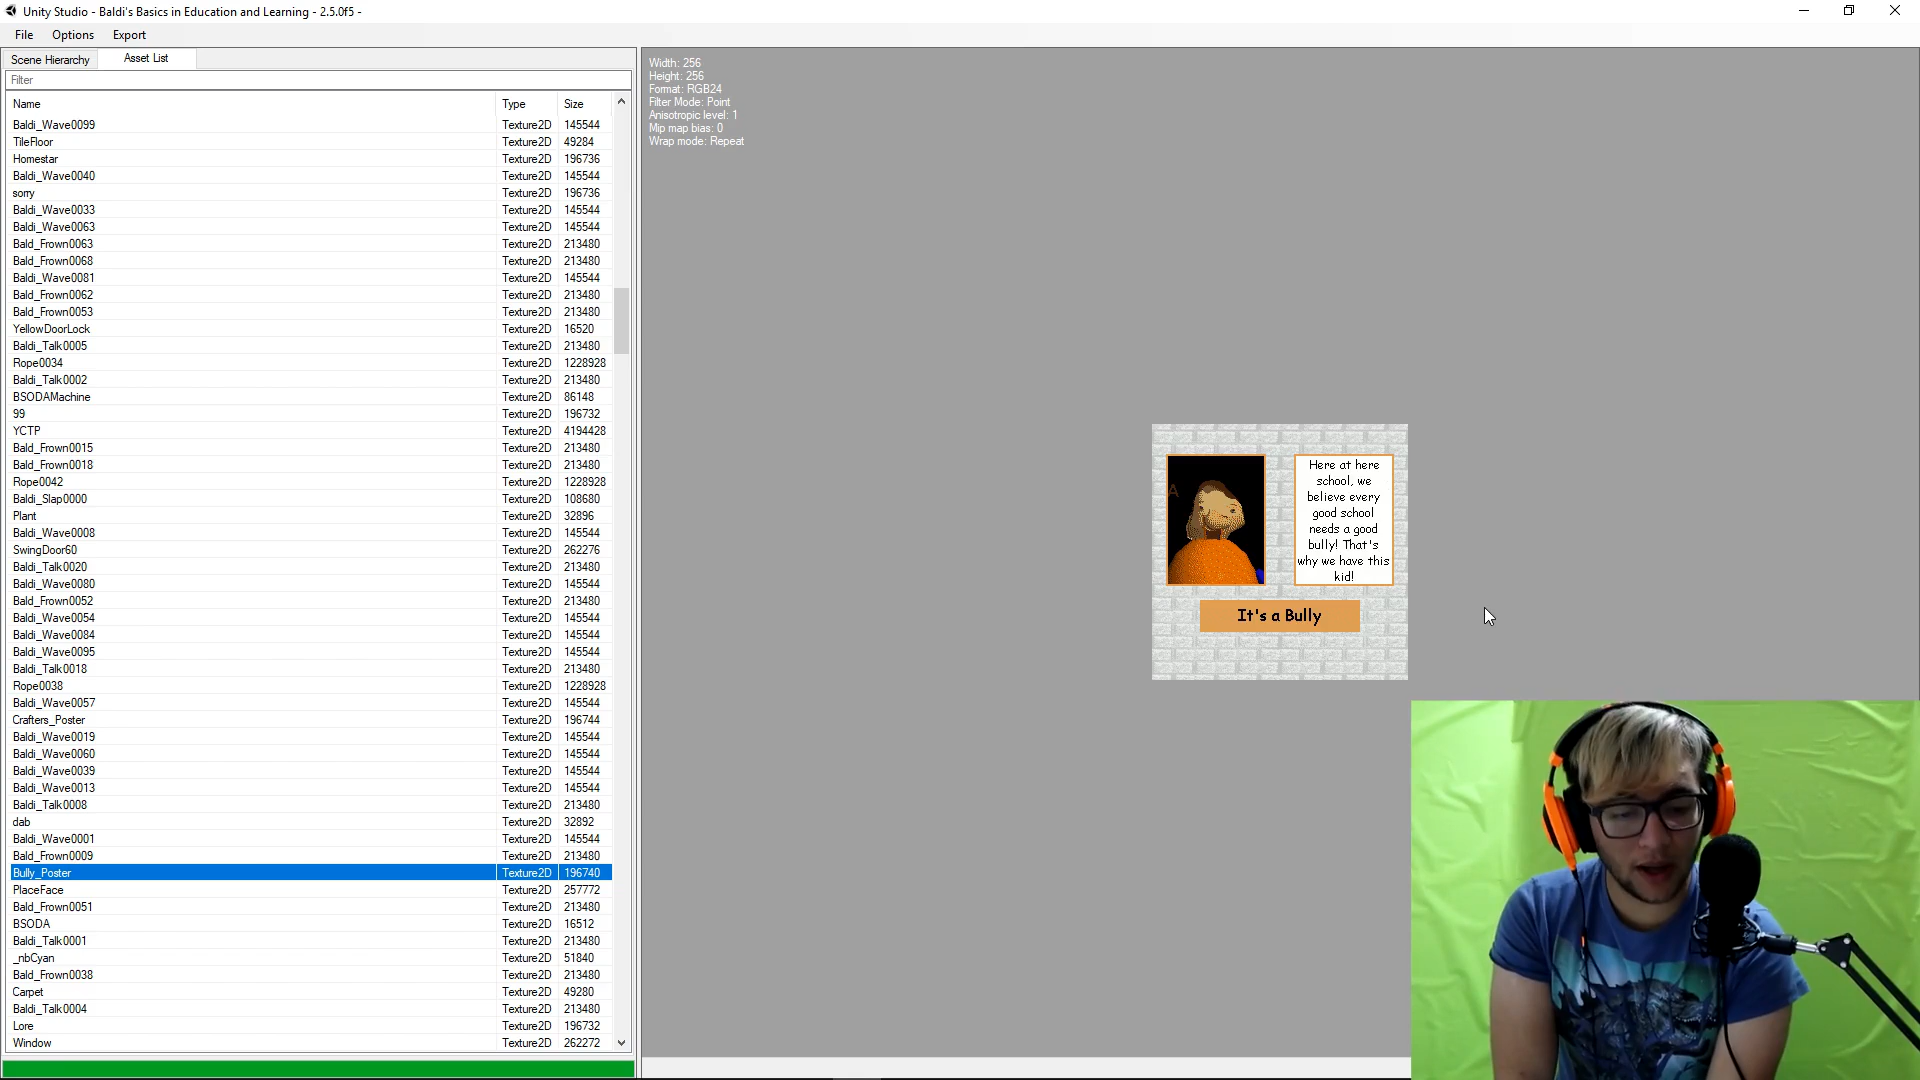 Unity Studio - Baldi's Basics in Education and Learning - 2.5.0f5 -
File Options Export
Scene Hierarchy Asset List
Filter
Name Type Size
Baldi_Wave0099 Texture2D 145544
TileFloor Texture2D 49284
Homestar Texture2D 196736
Baldi_Wave0040 Texture2D 145544
sorry Texture2D 196736
Baldi_Wave0033 Texture2D 145544
Baldi_Wave0063 Texture2D 145544
Bald_Frown0063 Texture2D 213480
Bald_Frown0068 Texture2D 213480
Baldi_Wave0081 Texture2D 145544
Bald_Frown0062 Texture2D 213480
Bald_Frown0053 Texture2D 213480
YellowDoorLock Texture2D 16520
Baldi_Talk0005 Texture2D 213480
Rope0034 Texture2D 1228928
Baldi_Talk0002 Texture2D 213480
BSODAMachine Texture2D 86148
99 Texture2D 196732
YCTP Texture2D 4194428
Bald_Frown0015 Texture2D 213480
Bald_Frown0018 Texture2D 213480
Rope0042 Texture2D 1228928
Baldi_Slap0000 Texture2D 108680
Plant Texture2D 32896
Baldi_Wave0008 Texture2D 145544
SwingDoor60 Texture2D 262276
Baldi_Talk0020 Texture2D 213480
Baldi_Wave0080 Texture2D 145544
Bald_Frown0052 Texture2D 213480
Baldi_Wave0054 Texture2D 145544
Baldi_Wave0084 Texture2D 145544
Baldi_Wave0095 Texture2D 145544
Baldi_Talk0018 Texture2D 213480
Rope0038 Texture2D 1228928
Baldi_Wave0057 Texture2D 145544
Crafters_Poster Texture2D 196744
Baldi_Wave0019 Texture2D 145544
Baldi_Wave0060 Texture2D 145544
Baldi_Wave0039 Texture2D 145544
Baldi_Wave0013 Texture2D 145544
Baldi_Talk0008 Texture2D 213480
dab Texture2D 32892
Baldi_Wave0001 Texture2D 145544
Bald_Frown0009 Texture2D 213480
Bully_Poster Texture2D 196740
PlaceFace Texture2D 257772
Bald_Frown0051 Texture2D 213480
BSODA Texture2D 16512
Baldi_Talk0001 Texture2D 213480
_nbCyan Texture2D 51840
Bald_Frown0038 Texture2D 213480
Carpet Texture2D 49280
Baldi_Talk0004 Texture2D 213480
Lore Texture2D 196732
Window Texture2D 262272
Width: 256
Height: 256
Format: RGB24
Filter Mode: Point
Anisotropic level: 1
Mip map bias: 0
Wrap mode: Repeat
A
Here at here
school, we
believe every
good school
needs a good
bully! That's
why we have this
kid!
It's a Bully